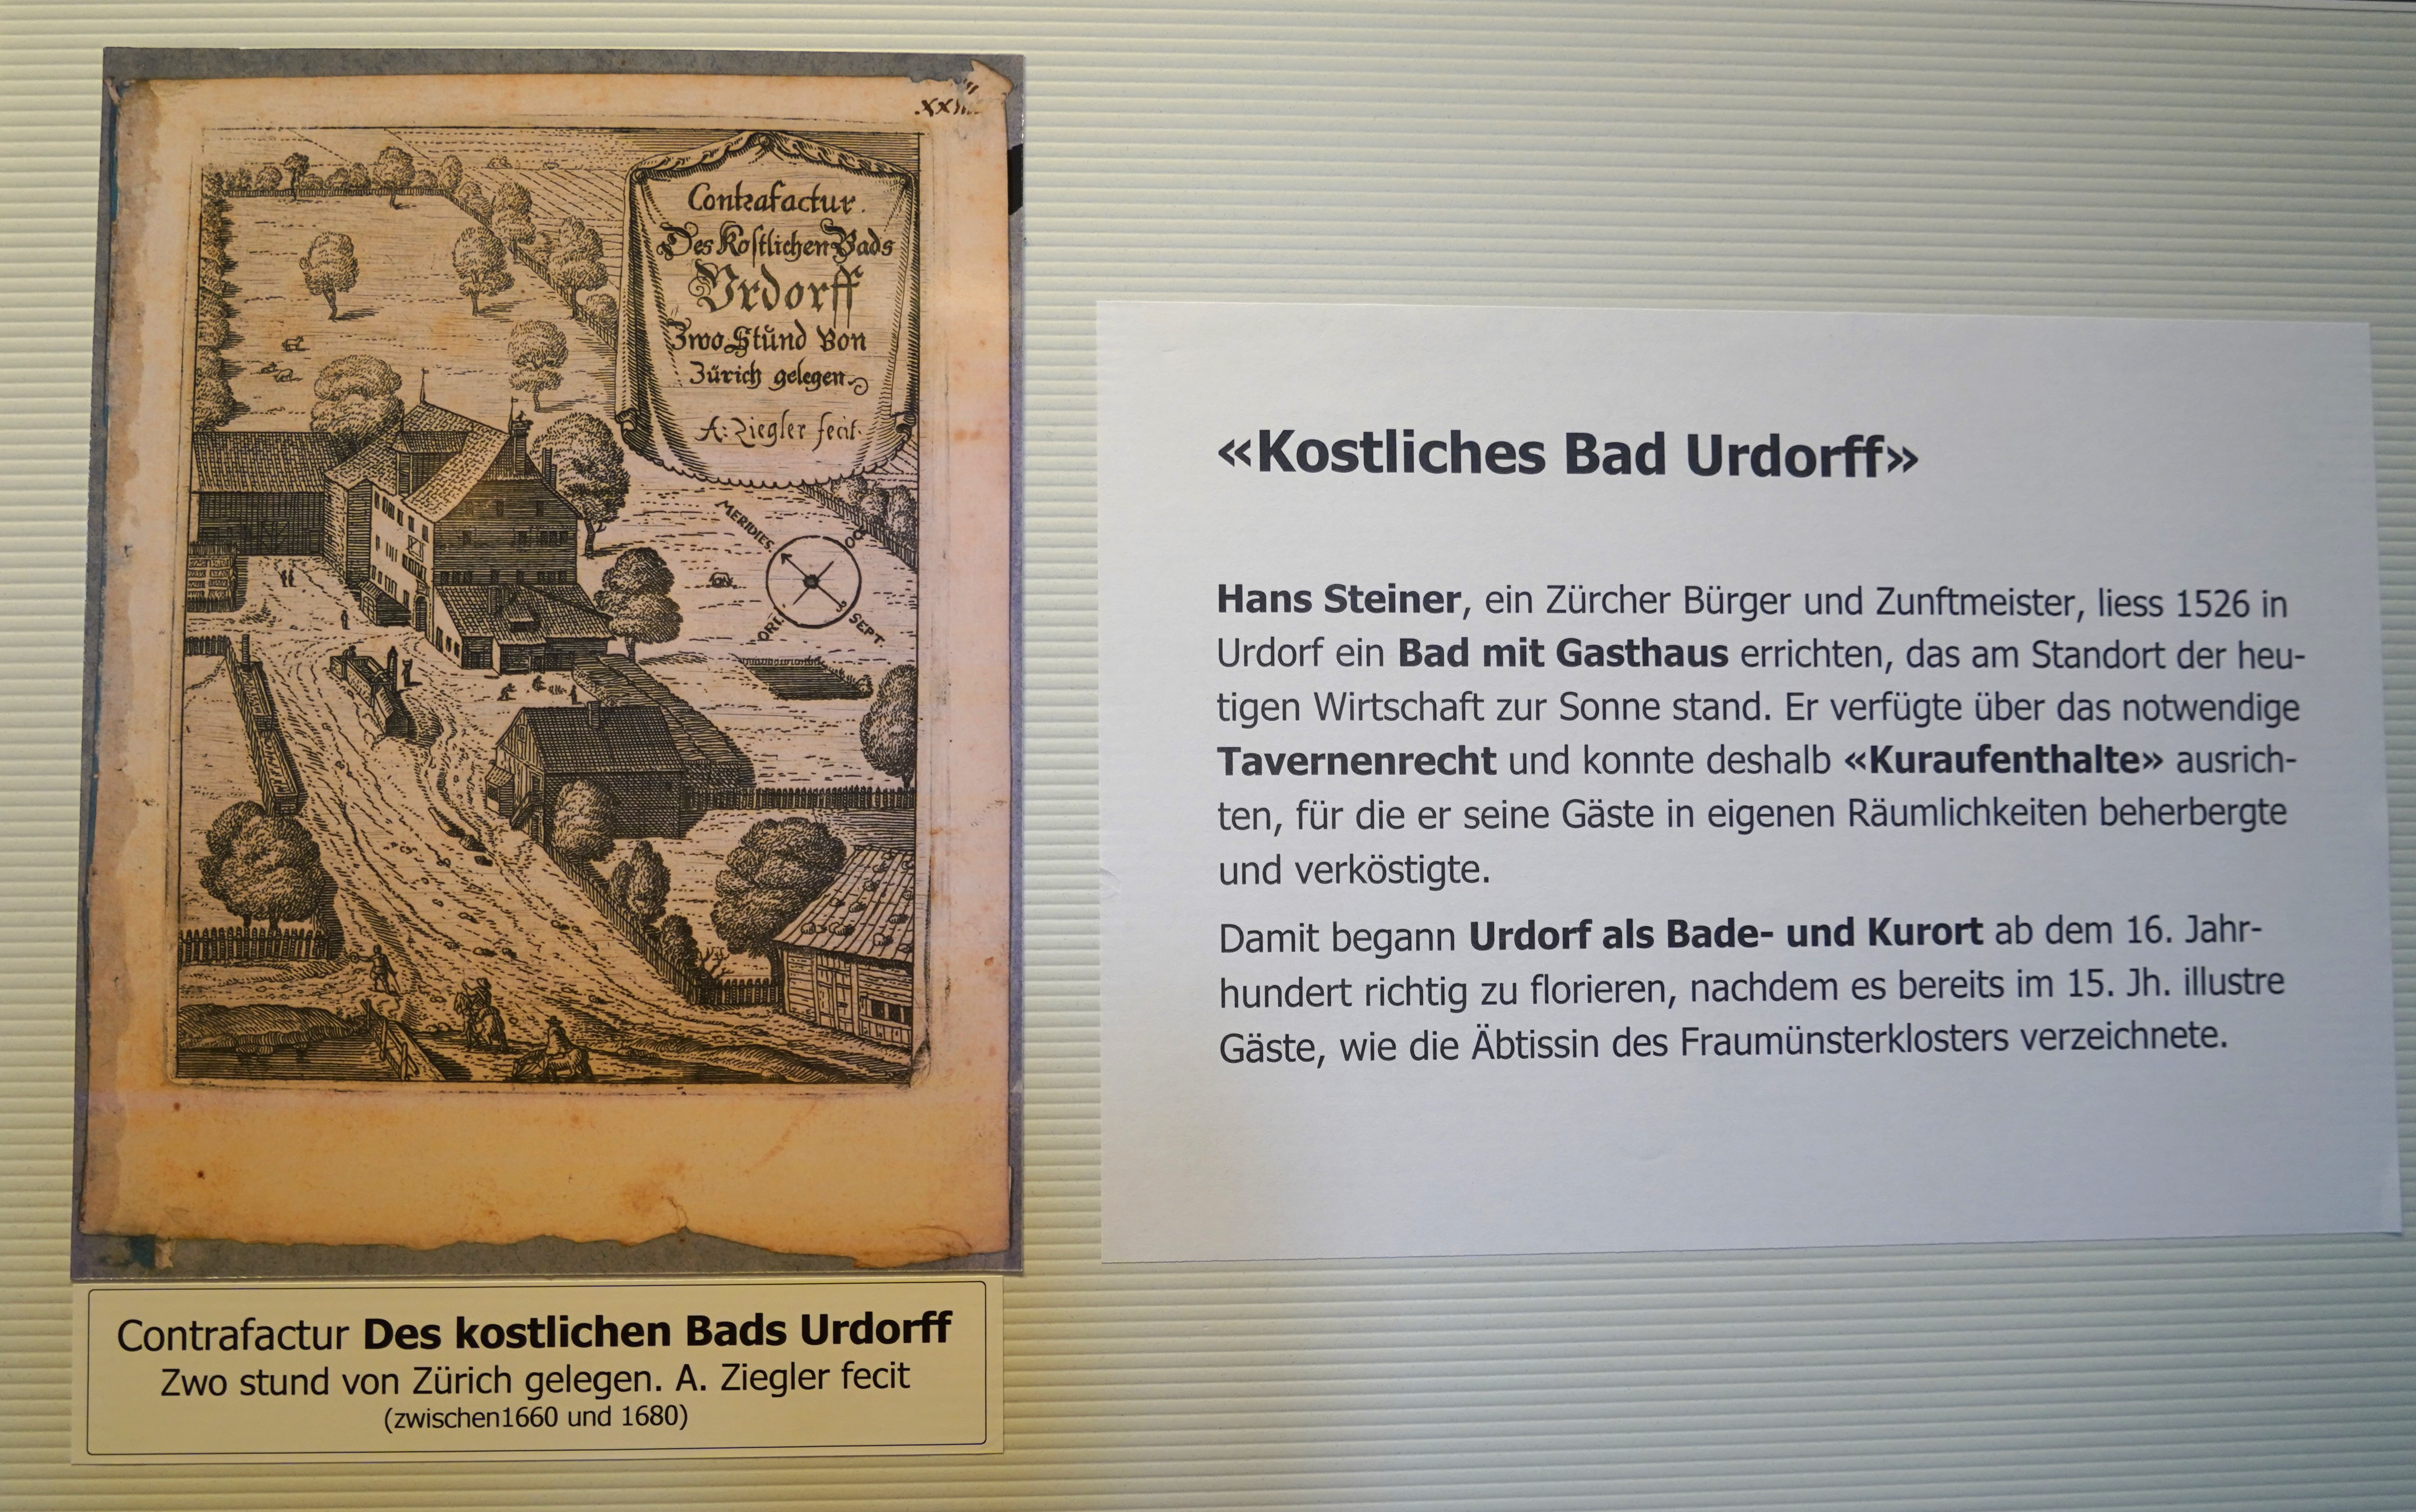 Contrafactur.
Des Kostlichen Bads
Vrdorff
Zwo Stŭnd Von
Zürich gelegen.
A: Ziegler fecit.
MERIDIES.
OCC
ORI.
SEPT.
Contrafactur Des kostlichen Bads Urdorff
Zwo stund von Zürich gelegen. A. Ziegler fecit
(zwischen1660 und 1680)
«Kostliches Bad Urdorff»
Hans Steiner, ein Zürcher Bürger und Zunftmeister, liess 1526 in
Urdorf ein Bad mit Gasthaus errichten, das am Standort der heu-
tigen Wirtschaft zur Sonne stand. Er verfügte über das notwendige
Tavernenrecht und konnte deshalb «Kuraufenthalte» ausrich-
ten, für die er seine Gäste in eigenen Räumlichkeiten beherbergte
und verköstigte.
Damit begann Urdorf als Bade- und Kurort ab dem 16. Jahr-
hundert richtig zu florieren, nachdem es bereits im 15. Jh. illustre
Gäste, wie die Äbtissin des Fraumünsterklosters verzeichnete.